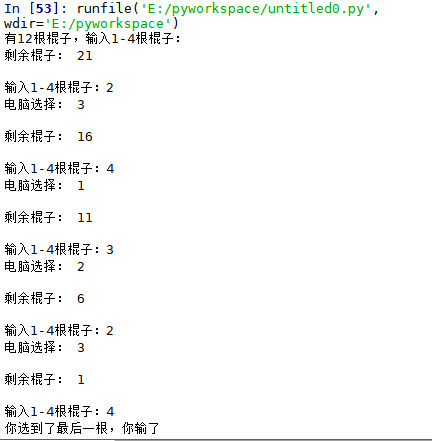 In [53]: runfile('E:/pyworkspace/untitled0.py',
wdir='E:/pyworkspace')
有12根棍子，输入1-4根棍子：
剩余棍子： 21
输入1-4根棍子：2
电脑选择： 3
剩余棍子： 16
输入1-4根棍子：4
电脑选择： 1
剩余棍子： 11
输入1-4根棍子：3
电脑选择： 2
剩余棍子： 6
输入1-4根棍子：2
电脑选择： 3
剩余棍子： 1
输入1-4根棍子：4
你选到了最后一根，你输了